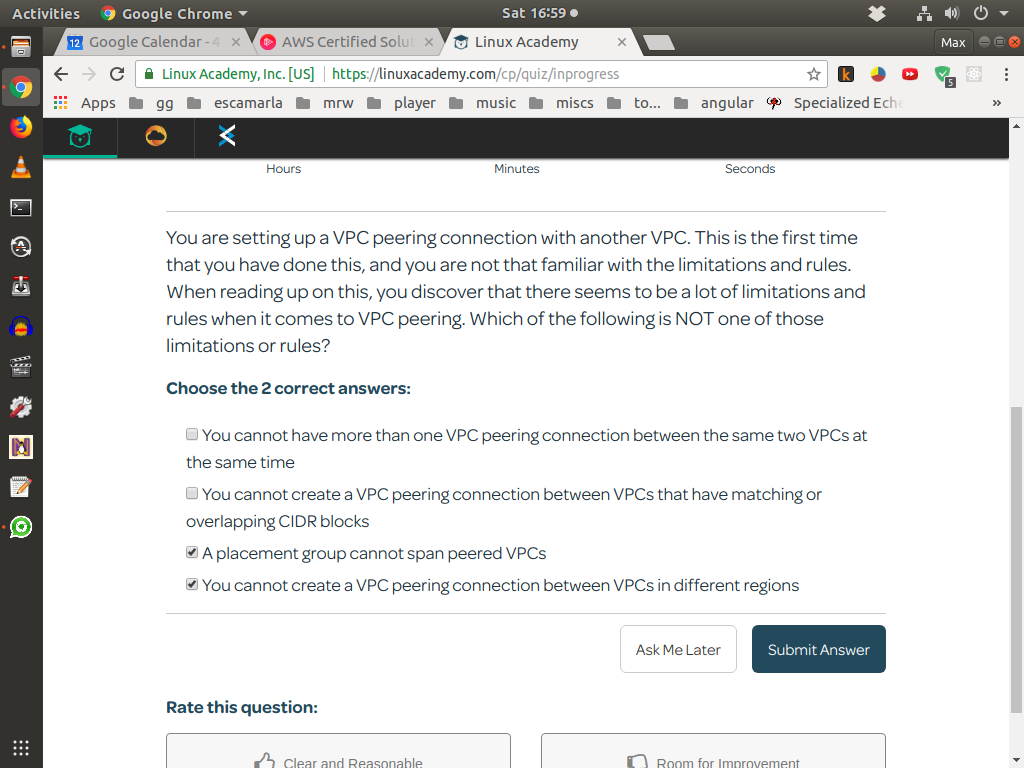 Activities Google Chrome Sat 16:59
Google Calendar - 4 AWS Certified Solut Linux Academy Max
Linux Academy, Inc. [US] https://linuxacademy.com/cp/quiz/inprogress 5
Apps gg escamarla mrw player music miscs to... angular Specialized Eche »
Hours Minutes Seconds
You are setting up a VPC peering connection with another VPC. This is the first time
that you have done this, and you are not that familiar with the limitations and rules.
When reading up on this, you discover that there seems to be a lot of limitations and
rules when it comes to VPC peering. Which of the following is NOT one of those
limitations or rules?
Choose the 2 correct answers:
You cannot have more than one VPC peering connection between the same two VPCs at
the same time
You cannot create a VPC peering connection between VPCs that have matching or
overlapping CIDR blocks
A placement group cannot span peered VPCs
You cannot create a VPC peering connection between VPCs in different regions
Ask Me Later Submit Answer
Rate this question:
Clear and Reasonable Room for Improvement